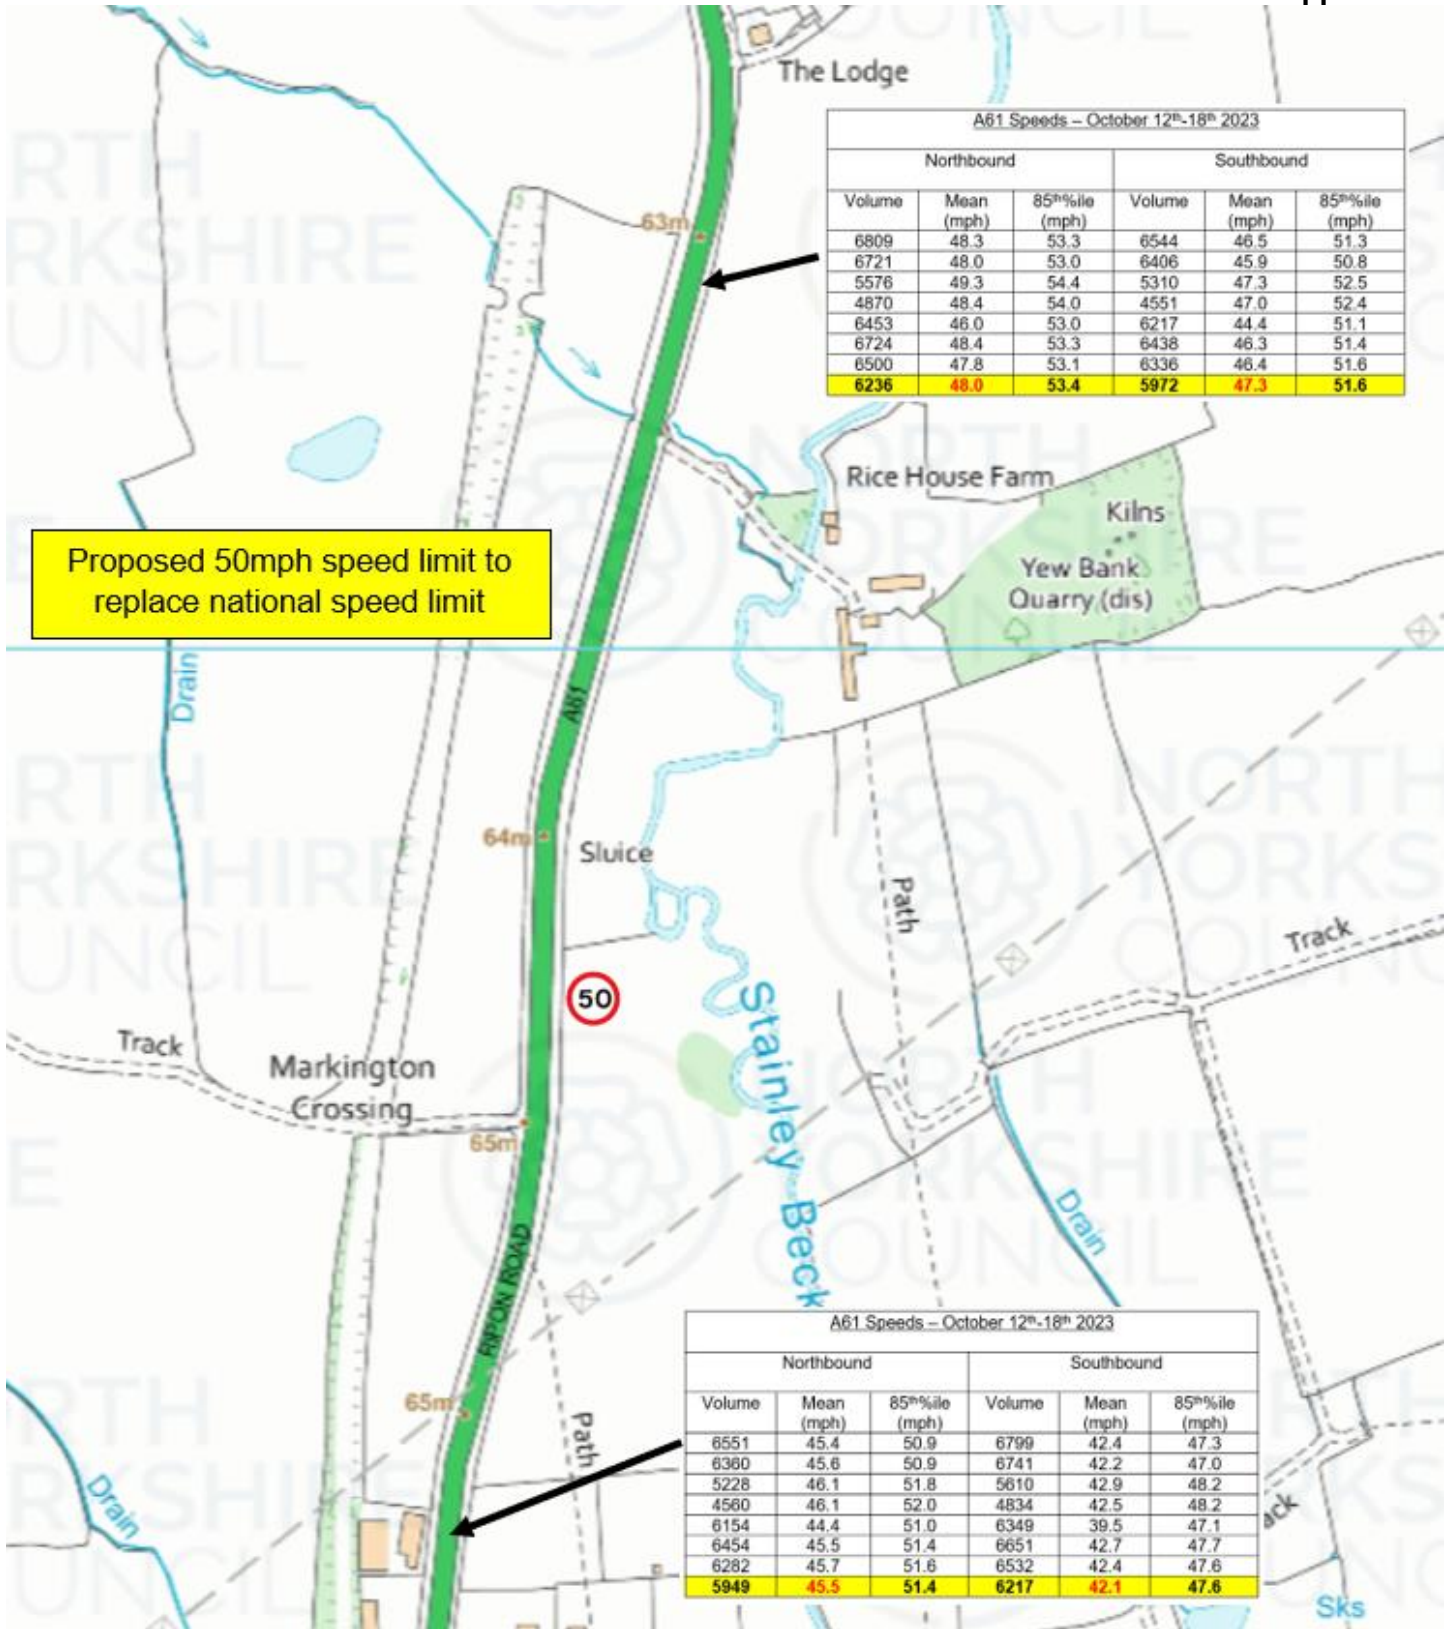 The Lodge
A61 Speeds – October 12th-18th 2023
Northbound Southbound
Volume Mean (mph) 85th%ile (mph) Volume Mean (mph) 85th%ile (mph)
6809 48.3 53.3 6544 46.5 51.3
6721 48.0 53.0 6406 45.9 50.8
5576 49.3 54.4 5310 47.3 52.5
4870 48.4 54.0 4551 47.0 52.4
6453 46.0 53.0 6217 44.4 51.1
6724 48.4 53.3 6438 46.3 51.4
6500 47.8 53.1 6336 46.4 51.6
6236 48.0 53.4 5972 47.3 51.6
63m
Rice House Farm
Kilns
Yew Bank
Quarry (dis)
Proposed 50mph speed limit to
replace national speed limit
Drain
A61
64m
Sluice
Path
Track
50
Stainley Beck
Track
Markington
Crossing
65m
Drain
RIPON ROAD
65m
Path
Drain
A61 Speeds – October 12th-18th 2023
Northbound Southbound
Volume Mean (mph) 85th%ile (mph) Volume Mean (mph) 85th%ile (mph)
6551 45.4 50.9 6799 42.4 47.3
6360 45.6 50.9 6741 42.2 47.0
5228 46.1 51.8 5610 42.9 48.2
4560 46.1 52.0 4834 42.5 48.2
6154 44.4 51.0 6349 39.5 47.1
6454 45.5 51.4 6651 42.7 47.7
6282 45.7 51.6 6532 42.4 47.6
5949 45.5 51.4 6217 42.1 47.6
ack
Sks
NORTH
YORKSHIRE
COUNCIL